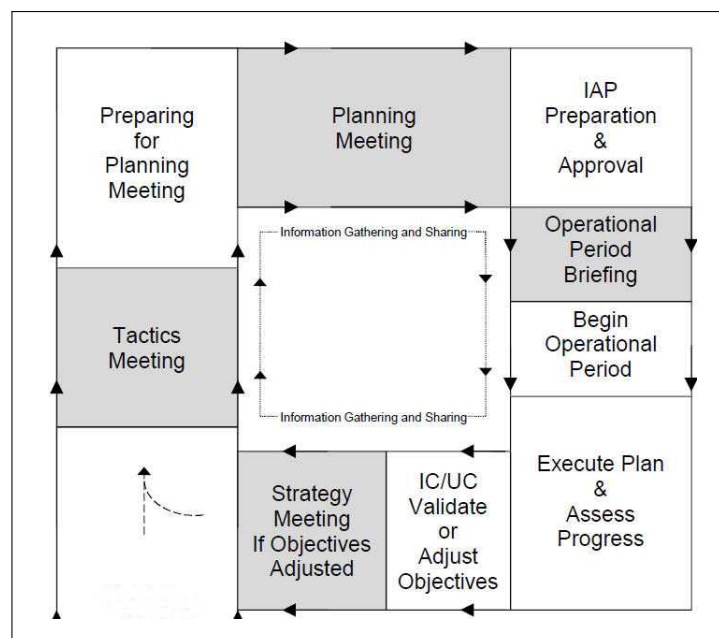 Preparing
for
Planning
Meeting
Planning
Meeting
IAP
Preparation
&
Approval
Information Gathering and Sharing
Operational
Period
Briefing
Tactics
Meeting
Begin
Operational
Period
Information Gathering and Sharing
Strategy
Meeting
If Objectives
Adjusted
IC/UC
Validate
or
Adjust
Objectives
Execute Plan
&
Assess
Progress